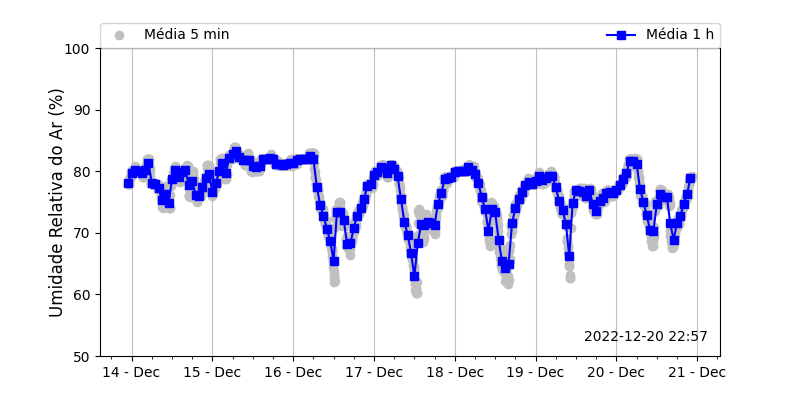 Média 5 min Média 1 h
Umidade Relativa do Ar (%)
100
90
80
70
60
50
2022-12-20 22:57
14 - Dec 15 - Dec 16 - Dec 17 - Dec 18 - Dec 19 - Dec 20 - Dec 21 - Dec